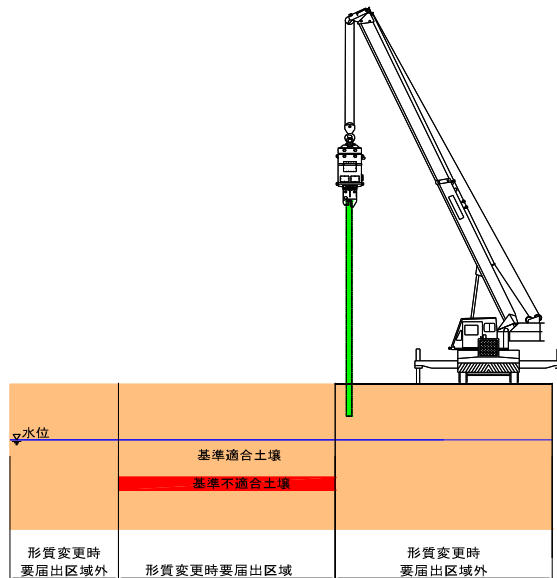 水位
基準適合土壌
基準不適合土壌
形質変更時
要届出区域外
形質変更時要届出区域
形質変更時
要届出区域外